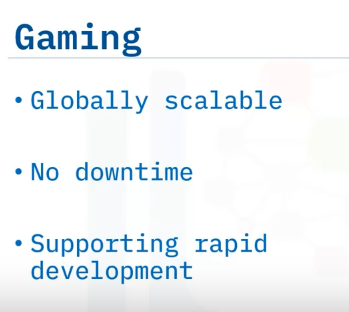 Gaming
• Globally scalable
• No downtime
• Supporting rapid
development